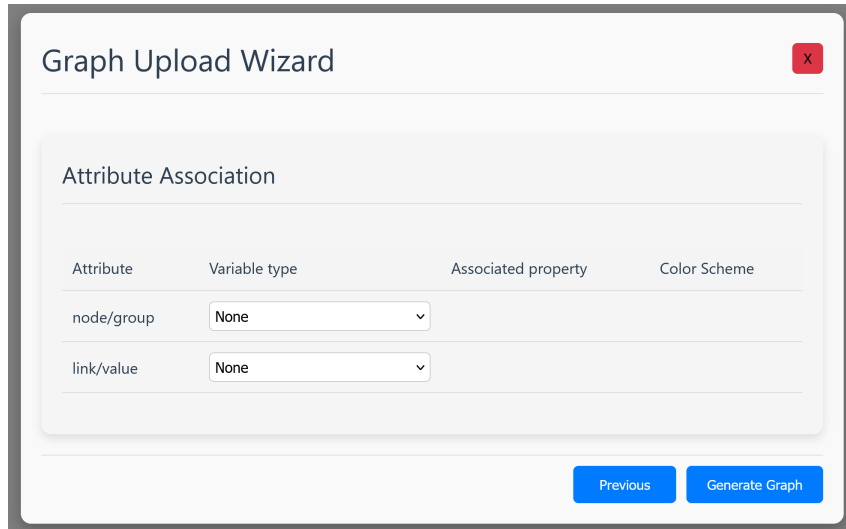 Graph Upload Wizard X
Attribute Association
Attribute Variable type Associated property Color Scheme
node/group None
link/value None
Previous Generate Graph